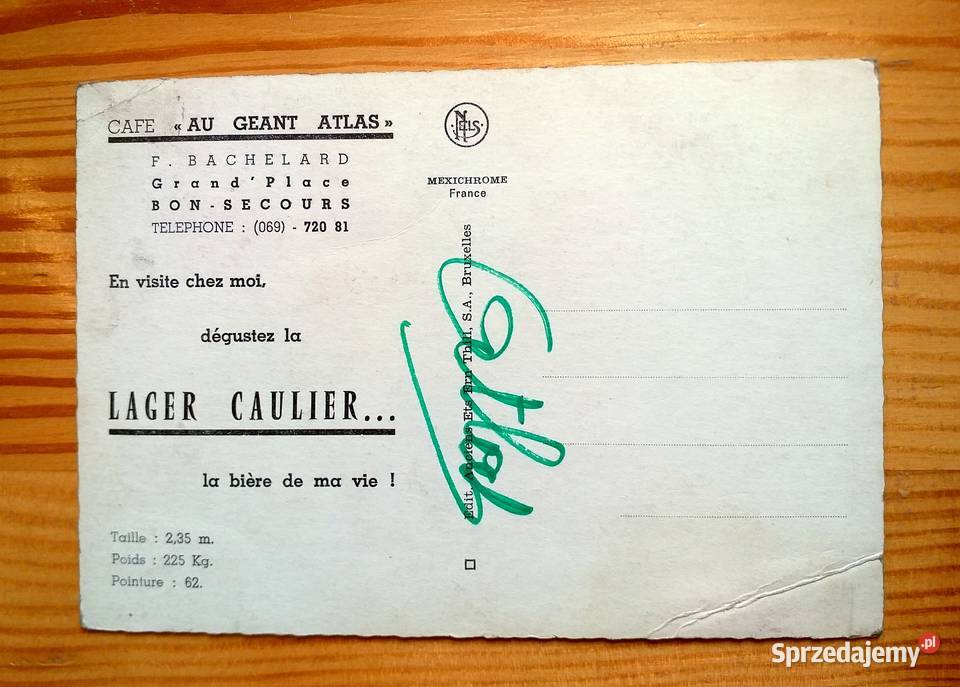 CAFE « AU GEANT ATLAS »
F. BACHELARD
Grand'Place
BON-SECOURS
TELEPHONE : (069) - 720 81
En visite chez moi,
dégustez la
LAGER CAULIER...
la bière de ma vie !
Taille : 2,35 m.
Poids : 225 Kg.
Pointure : 62.
NELS
MEXICHROME
France
Edit. Anciens Ets Ern Thill, S.A., Bruxelles
Atlas
Sprzedajemy.pl